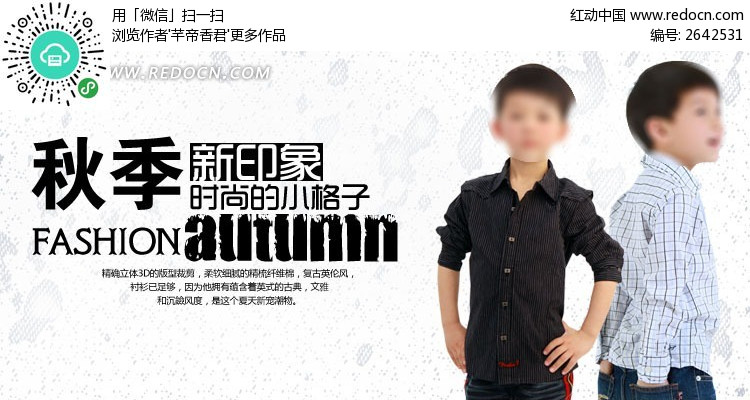 用「微信」扫一扫
浏览作者'芊帝香君'更多作品
红动中国 www.redocn.com
编号: 2642531
WWW.REDOCN.COM
秋季
新印象
时尚的小格子
FASHION autumn
精确立体3D的版型裁剪，柔软细腻的精梳纤维棉，复古英伦风，
衬衫已足够，因为他拥有蕴含着英式的古典，文雅
和沉臉风度，是这个夏天新宠潮物。